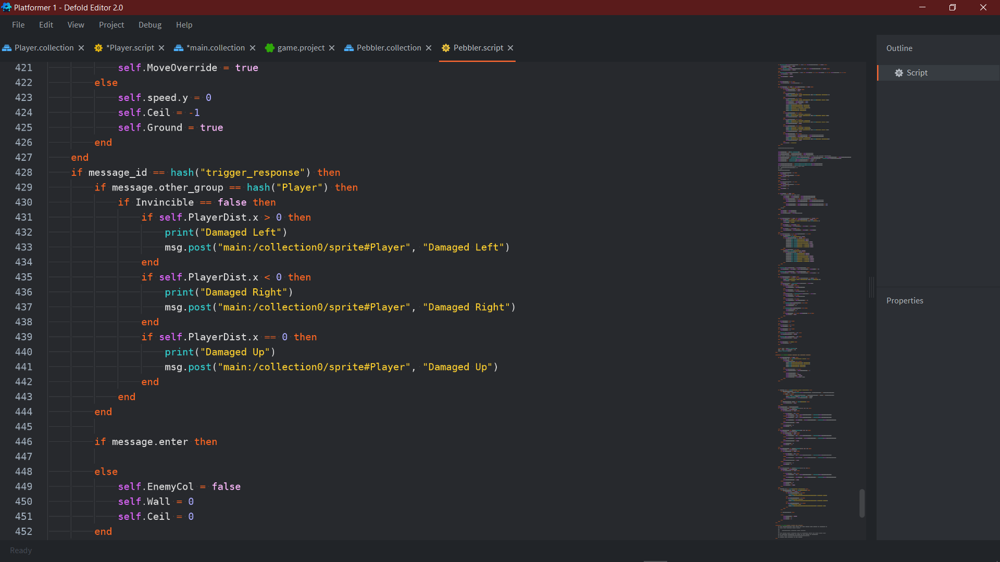 Platformer 1 - Defold Editor 2.0
File Edit View Project Debug Help
Player.collection *Player.script *main.collection game.project Pebbler.collection Pebbler.script
421 self.MoveOverride = true
422 else
423 self.speed.y = 0
424 self.Ceil = -1
425 self.Ground = true
426 end
427 end
428 if message_id == hash("trigger_response") then
429 if message.other_group == hash("Player") then
430 if Invincible == false then
431 if self.PlayerDist.x > 0 then
432 print("Damaged Left")
433 msg.post("main:/collection0/sprite#Player", "Damaged Left")
434 end
435 if self.PlayerDist.x < 0 then
436 print("Damaged Right")
437 msg.post("main:/collection0/sprite#Player", "Damaged Right")
438 end
439 if self.PlayerDist.x == 0 then
440 print("Damaged Up")
441 msg.post("main:/collection0/sprite#Player", "Damaged Up")
442 end
443 end
444 end
445
446 if message.enter then
447
448 else
449 self.EnemyCol = false
450 self.Wall = 0
451 self.Ceil = 0
452 end
Outline
Script
Properties
Ready